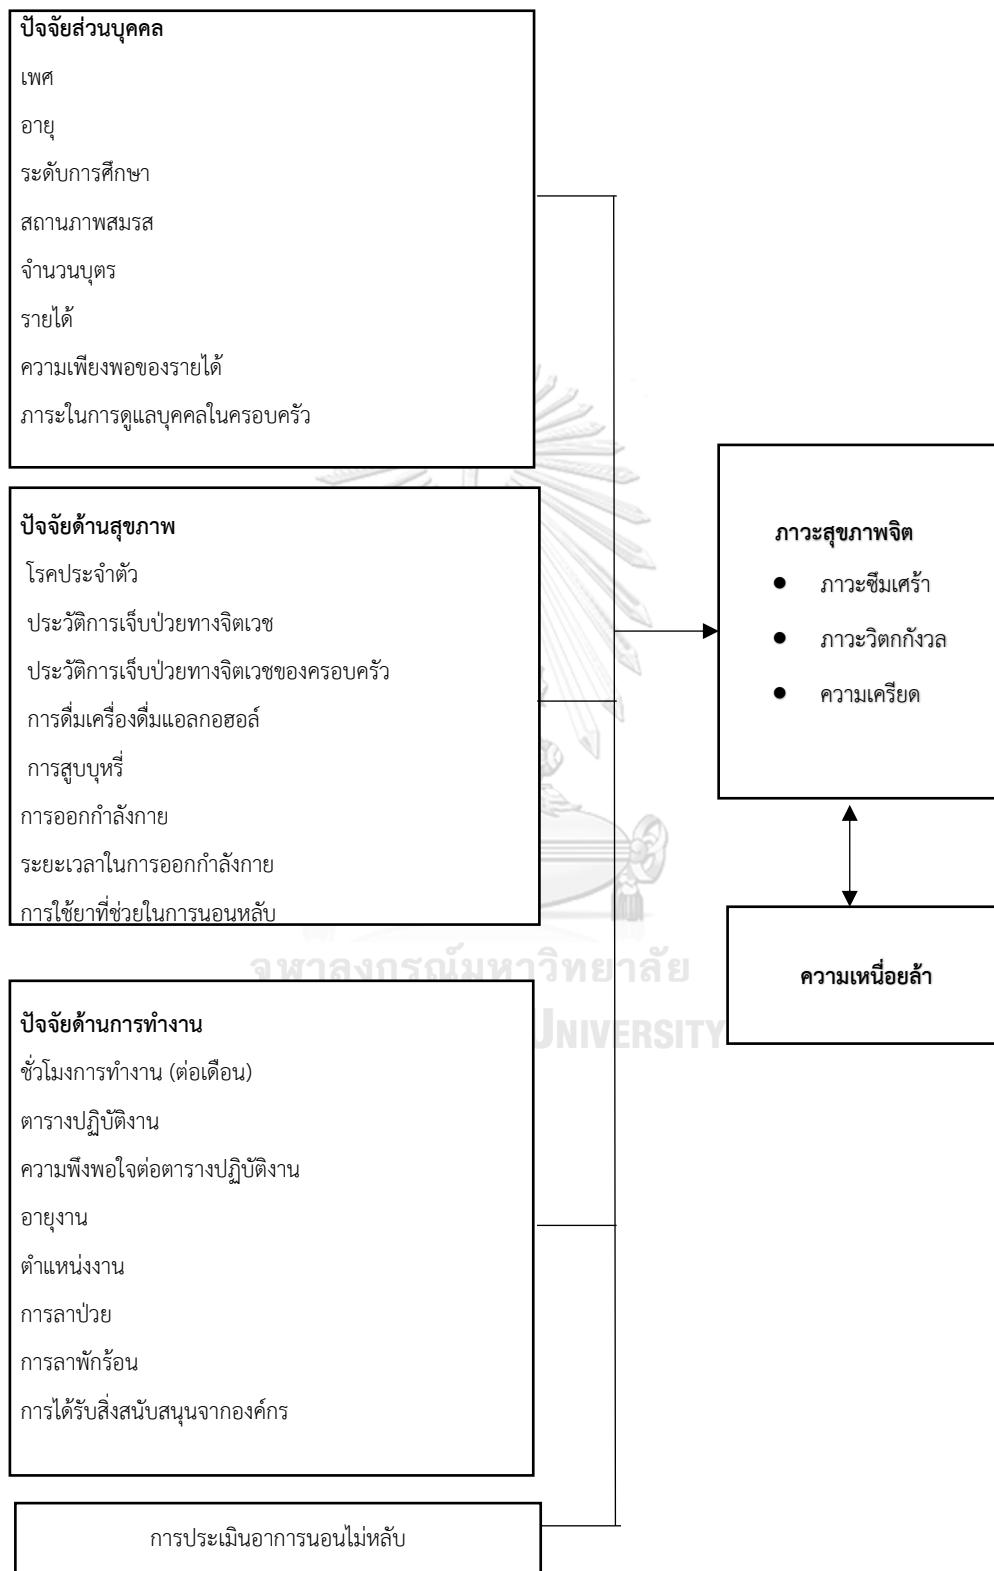 ปัจจัยส่วนบุคคล
เพศ
อายุ
ระดับการศึกษา
สถานภาพสมรส
จำนวนบุตร
รายได้
ความเพียงพอของรายได้
ภาระในการดูแลบุคคลในครอบครัว
ปัจจัยด้านสุขภาพ
โรคประจำตัว
ประวัติการเจ็บป่วยทางจิตเวช
ประวัติการเจ็บป่วยทางจิตเวชของครอบครัว
การดื่มเครื่องดื่มแอลกอฮอล์
การสูบบุหรี่
การออกกำลังกาย
ระยะเวลาในการออกกำลังกาย
การใช้ยาที่ช่วยในการนอนหลับ
ปัจจัยด้านการทำงาน
ชั่วโมงการทำงาน (ต่อเดือน)
ตารางปฏิบัติงาน
ความพึงพอใจต่อตารางปฏิบัติงาน
อายุงาน
ตำแหน่งงาน
การลาป่วย
การลาพักร้อน
การได้รับสิ่งสนับสนุนจากองค์กร
การประเมินอาการนอนไม่หลับ
ภาวะสุขภาพจิต
● ภาวะซึมเศร้า
● ภาวะวิตกกังวล
● ความเครียด
ความเหนื่อยล้า
จุฬาลงกรณ์มหาวิทยาลัย
UNIVERSITY